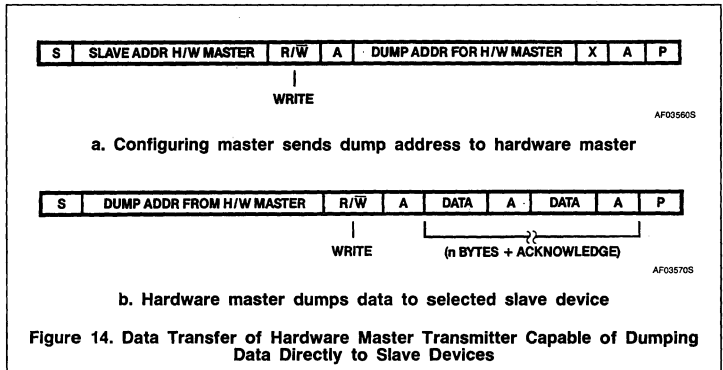 S SLAVE ADDR H/W MASTER R/W̅ A DUMP ADDR FOR H/W MASTER X A P
WRITE
AF03560S
a. Configuring master sends dump address to hardware master
S DUMP ADDR FROM H/W MASTER R/W̅ A DATA A DATA A P
WRITE (n BYTES + ACKNOWLEDGE)
AF03570S
b. Hardware master dumps data to selected slave device
Figure 14. Data Transfer of Hardware Master Transmitter Capable of Dumping
Data Directly to Slave Devices